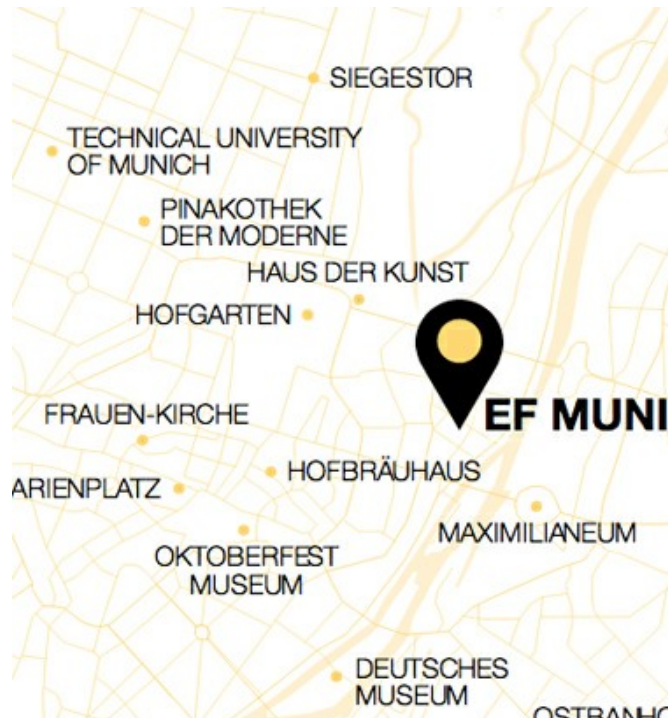 SIEGESTOR
TECHNICAL UNIVERSITY
OF MUNICH
PINAKOTHEK
DER MODERNE
HAUS DER KUNST
HOFGARTEN
EF MUNI
FRAUEN-KIRCHE
HOFBRÄUHAUS
ARIENPLATZ
MAXIMILIANEUM
OKTOBERFEST
MUSEUM
DEUTSCHES
MUSEUM